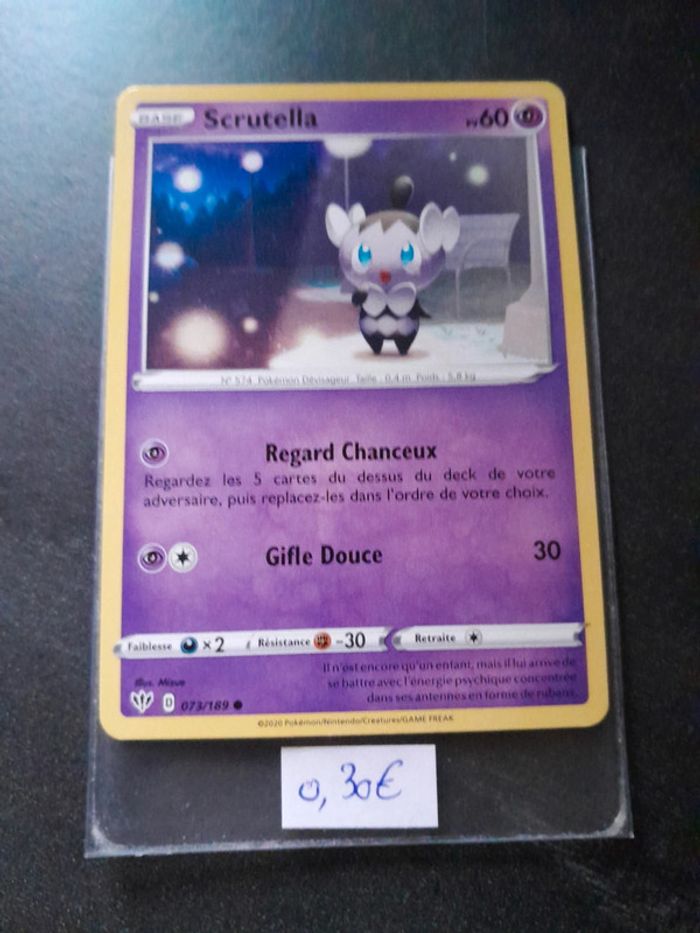 BASE Scrutella PV60
N° 574 Pokémon Dévisageur Taille : 0,4 m Poids : 5,8 kg
Regard Chanceux
Regardez les 5 cartes du dessus du deck de votre
adversaire, puis replacez-les dans l'ordre de votre choix.
Gifle Douce 30
Faiblesse ×2 Résistance -30 Retraite
Il n'est encore qu'un enfant, mais il lui arrive de
se battre avec l'énergie psychique concentrée
dans ses antennes en forme de rubans.
Illus. Mizue
D 073/189
©2020 Pokémon/Nintendo/Creatures/GAME FREAK
0,30€